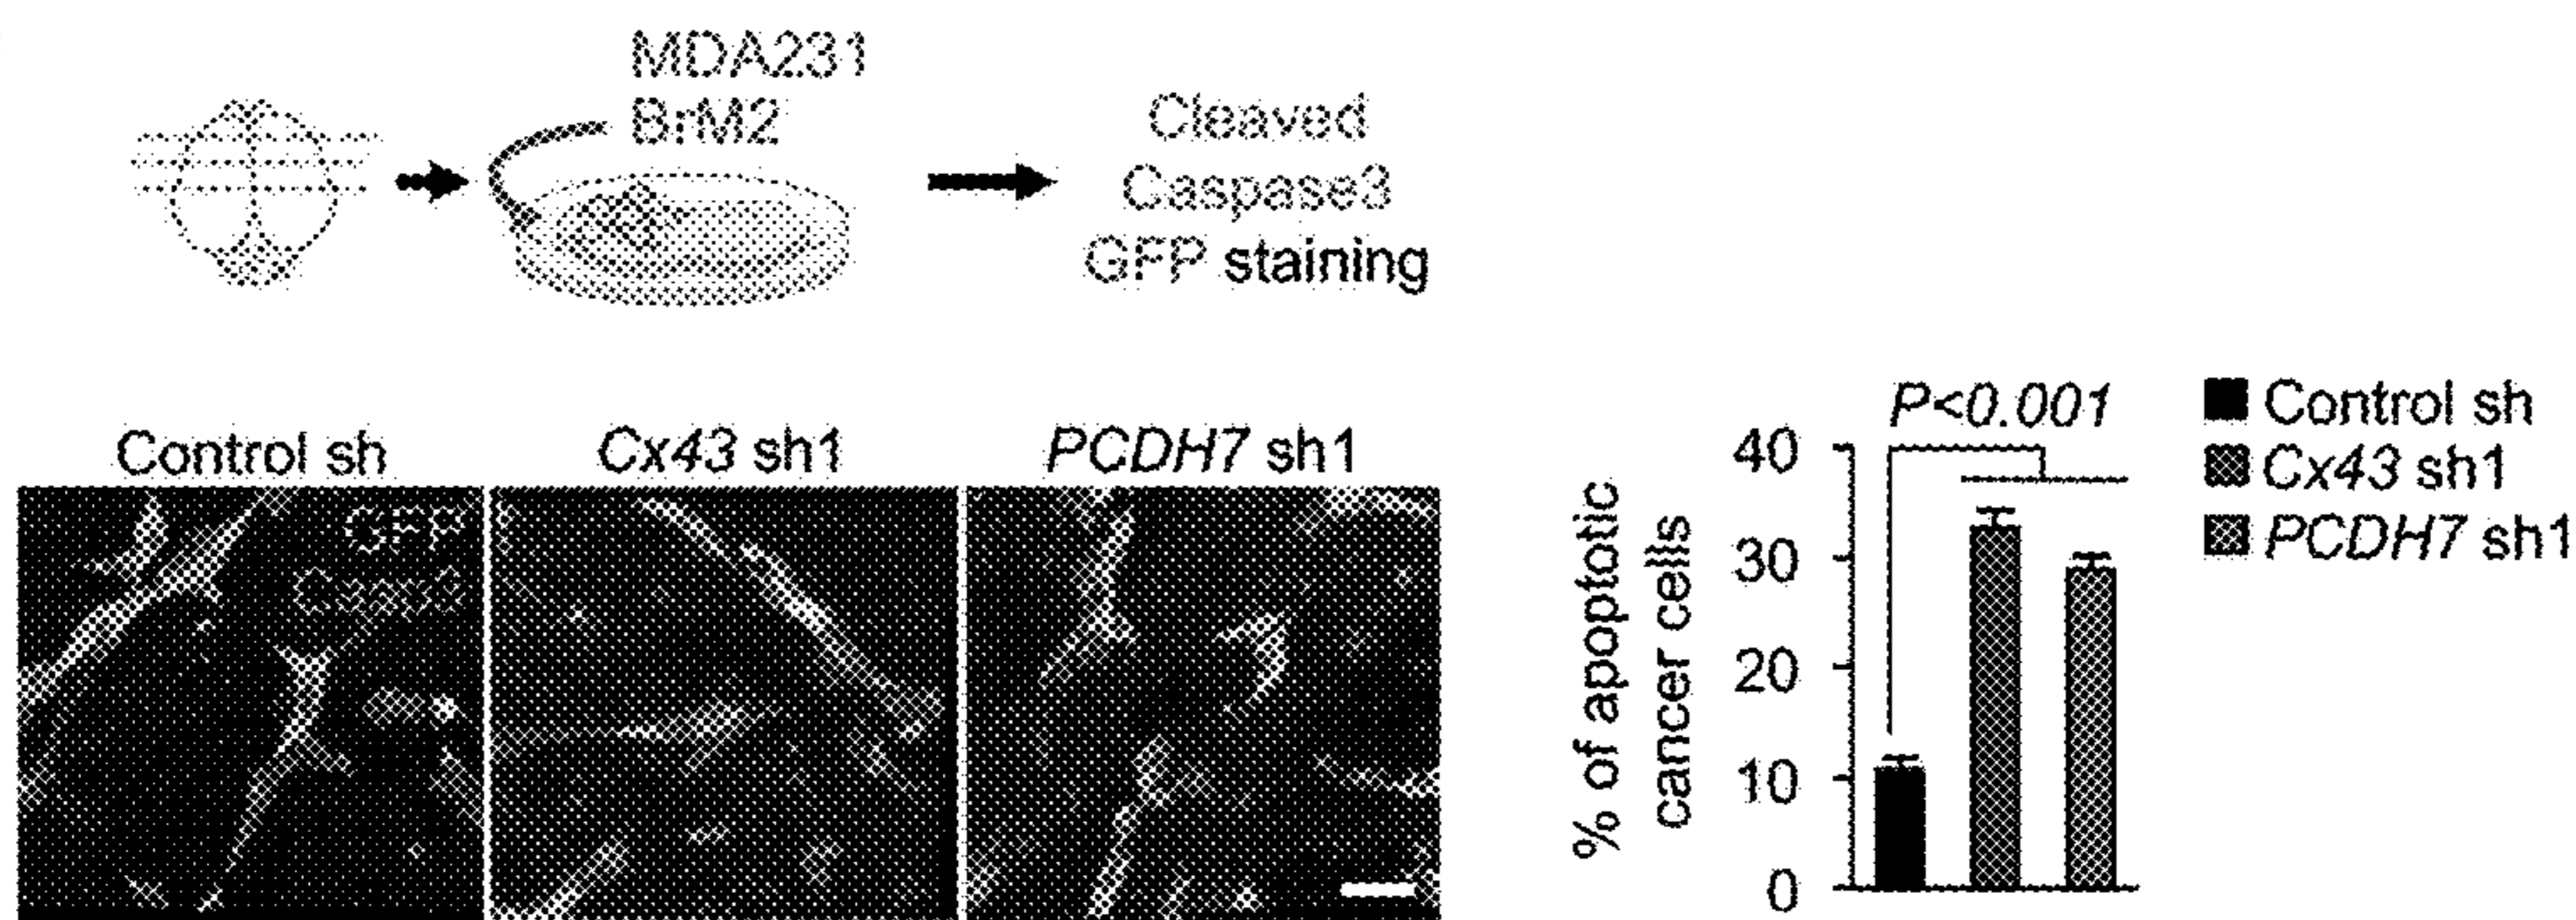 MDA231
BrM2
Cleaved
Caspase3
GFP staining
Control sh
Cx43 sh1
PCDH7 sh1
GFP
Casp3
P<0.001
Control sh
Cx43 sh1
PCDH7 sh1
% of apoptotic
cancer cells
40
30
20
10
0